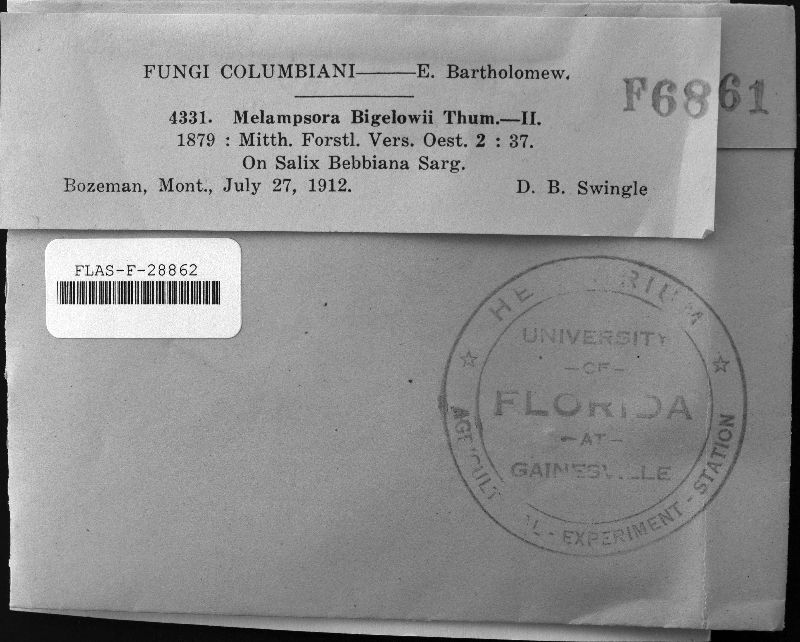 FUNGI COLUMBIANI——E. Bartholomew.
F6861
4331. Melampsora Bigelowii Thum.—II.
1879 : Mitth. Forstl. Vers. Oest. 2 : 37.
On Salix Bebbiana Sarg.
Bozeman, Mont., July 27, 1912. D. B. Swingle
FLAS-F-28862
UNIVERSITY
-OF-
FLORIDA
-AT-
GAINESVILLE
- EXPERIMENT - STATION